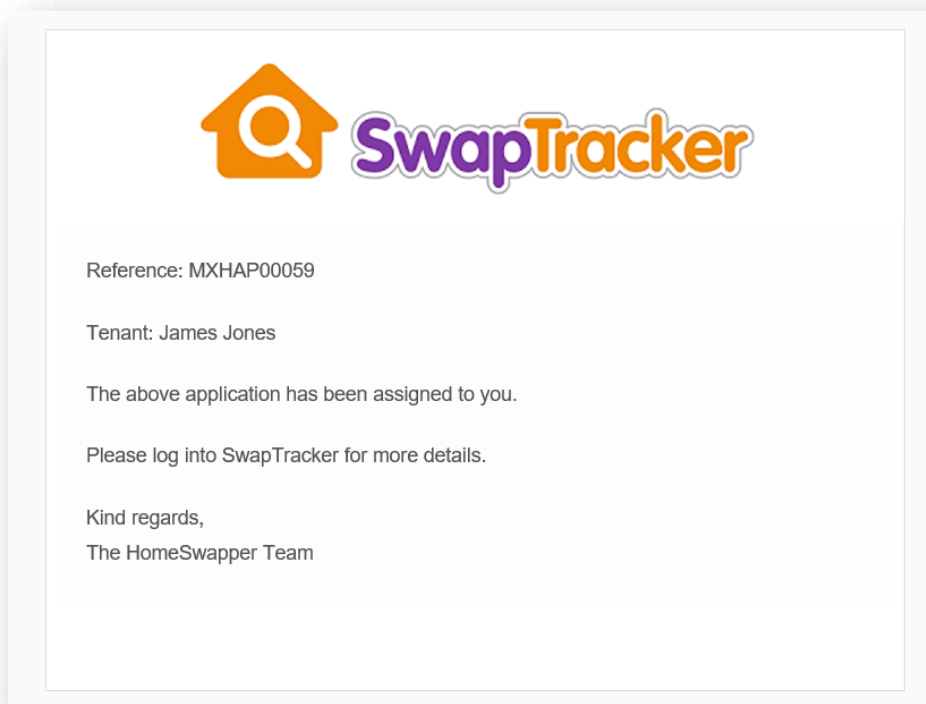 SwapTracker
Reference: MXHAP00059
Tenant: James Jones
The above application has been assigned to you.
Please log into SwapTracker for more details.
Kind regards,
The HomeSwapper Team